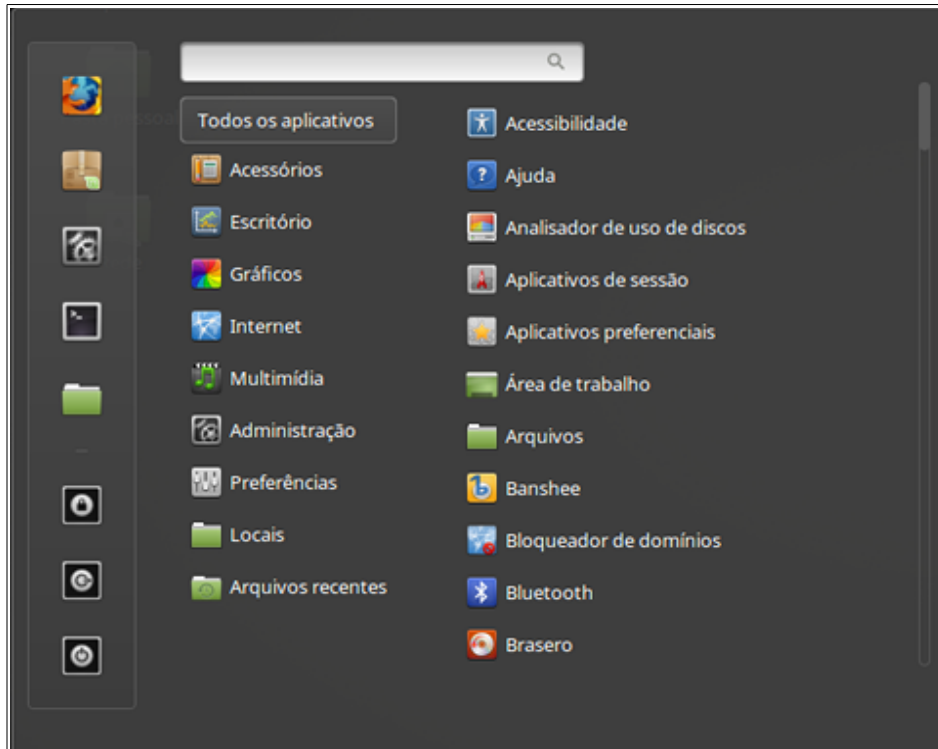 Todos os aplicativos
Acessórios
Escritório
Gráficos
Internet
Multimídia
Administração
Preferências
Locais
Arquivos recentes
Acessibilidade
Ajuda
Analisador de uso de discos
Aplicativos de sessão
Aplicativos preferenciais
Área de trabalho
Arquivos
Banshee
Bloqueador de domínios
Bluetooth
Brasero